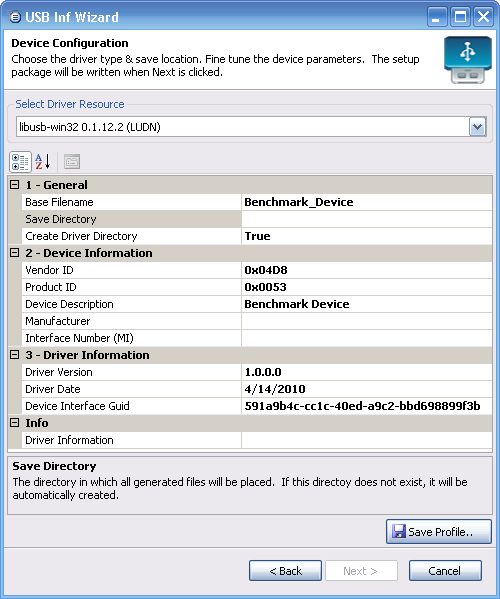 USB Inf Wizard
Device Configuration
Choose the driver type & save location. Fine tune the device parameters. The setup
package will be written when Next is clicked.
Select Driver Resource
libusb-win32 0.1.12.2 (LUDN)
1 - General
Base Filename Benchmark_Device
Save Directory
Create Driver Directory True
2 - Device Information
Vendor ID 0x04D8
Product ID 0x0053
Device Description Benchmark Device
Manufacturer
Interface Number (MI)
3 - Driver Information
Driver Version 1.0.0.0
Driver Date 4/14/2010
Device Interface Guid 591a9b4c-cc1c-40ed-a9c2-bbd698899f3b
Info
Driver Information
Save Directory
The directory in which all generated files will be placed. If this directoy does not exist, it will be
automatically created.
Save Profile..
< Back Next > Cancel